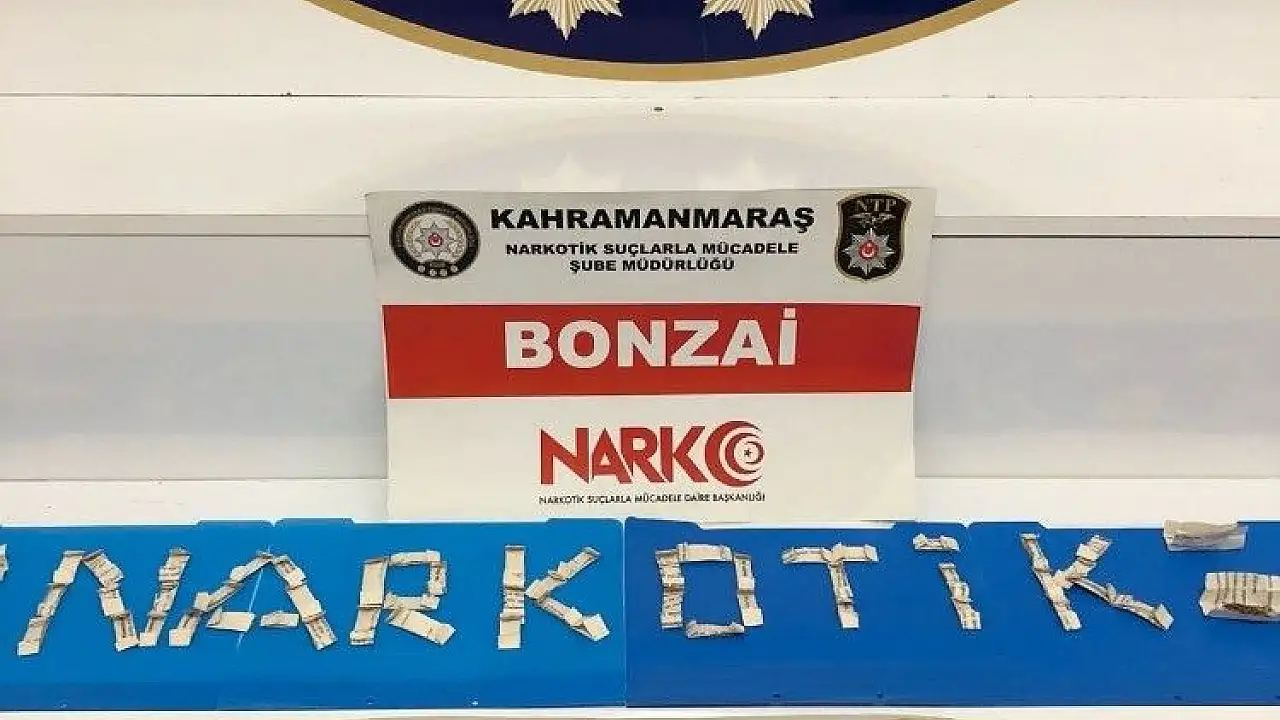 KAHRAMANMARAŞ
NARKOTİK SUÇLARLA MÜCADELE
ŞUBE MÜDÜRLÜĞÜ
NTP
BONZAİ
NARKO
NARKOTİK SUÇLARLA MÜCADELE DAİRE BAŞKANLIĞI
NARKOTİK